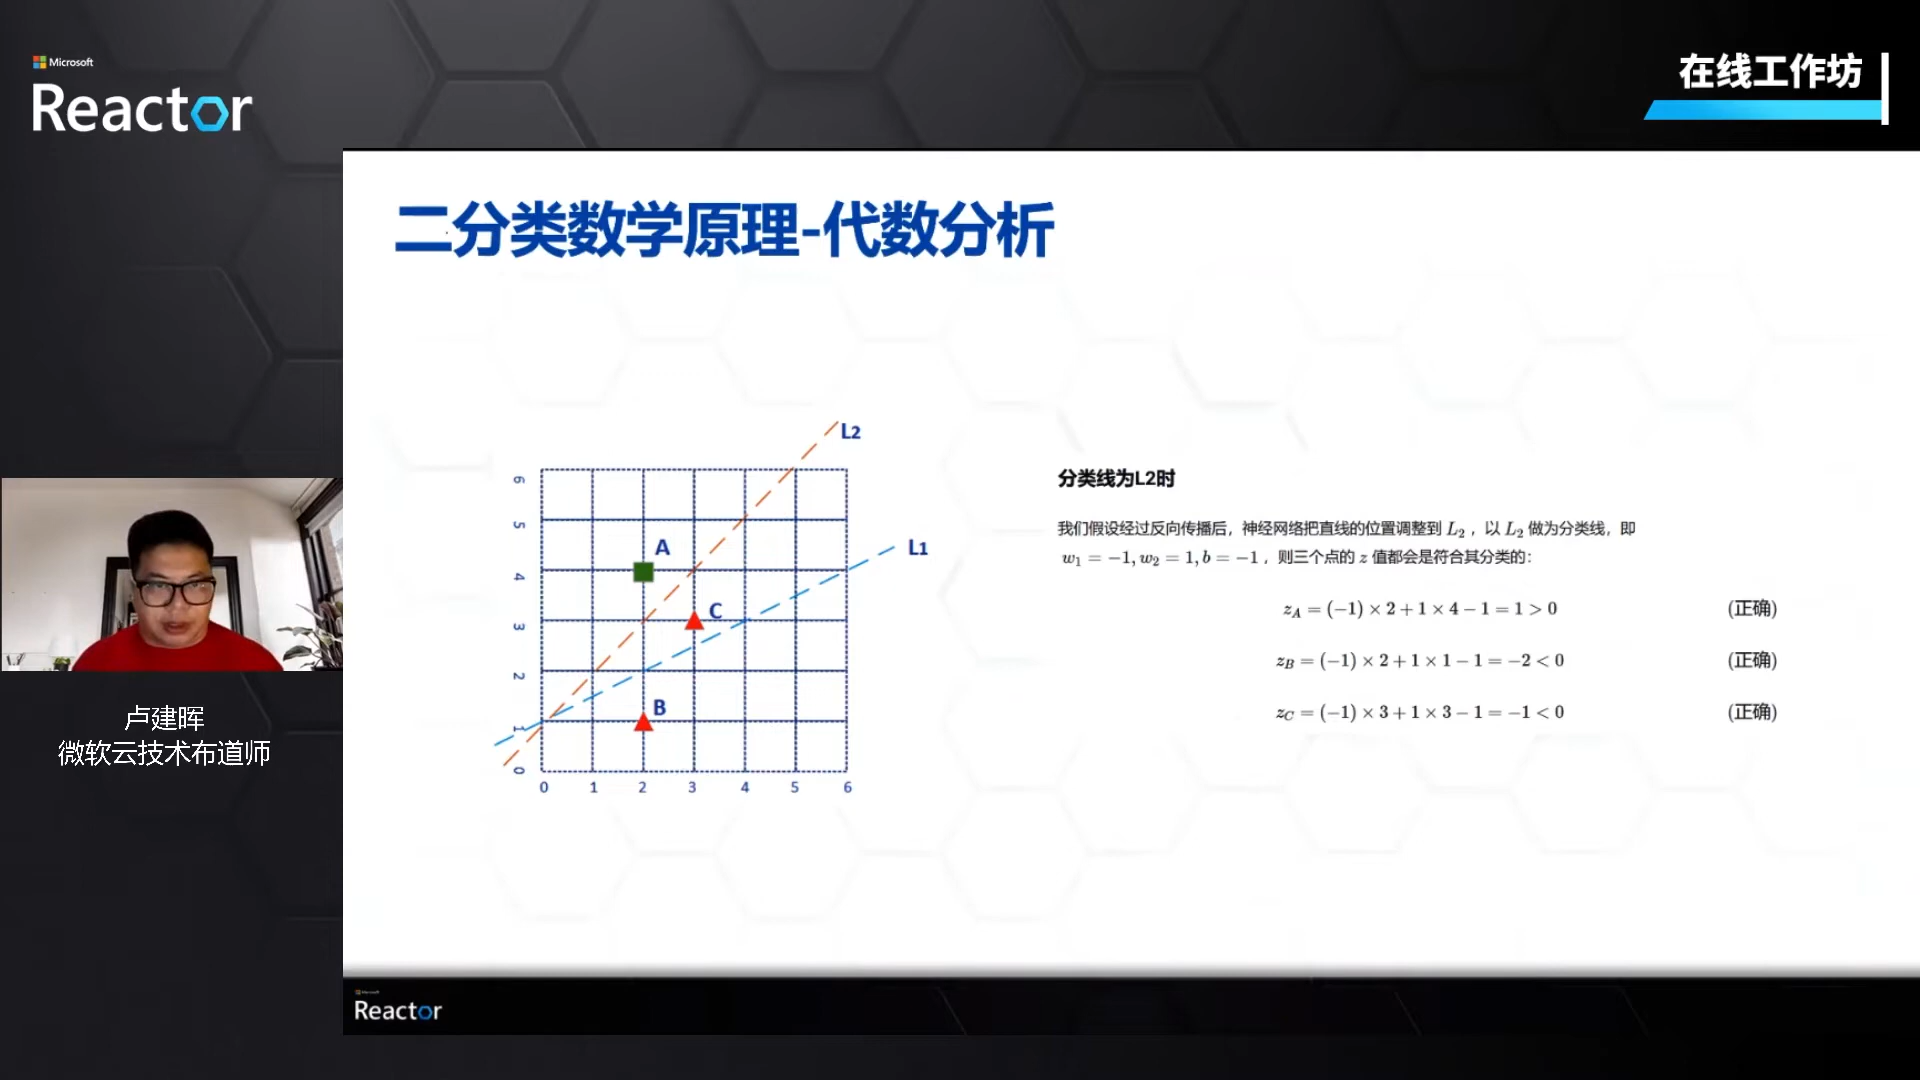 Microsoft
Reactor
在线工作坊
二分类数学原理-代数分析
L2
L1
A
C
B
6
5
4
3
2
1
0
0 1 2 3 4 5 6
分类线为L2时
我们假设经过反向传播后，神经网络把直线的位置调整到 L₂ ，以 L₂ 做为分类线，即
w₁ = −1, w₂ = 1, b = −1 ，则三个点的 z 值都会是符合其分类的：
z_A = (−1) × 2 + 1 × 4 − 1 = 1 > 0 (正确)
z_B = (−1) × 2 + 1 × 1 − 1 = −2 < 0 (正确)
z_C = (−1) × 3 + 1 × 3 − 1 = −1 < 0 (正确)
卢建晖
微软云技术布道师
Microsoft
Reactor